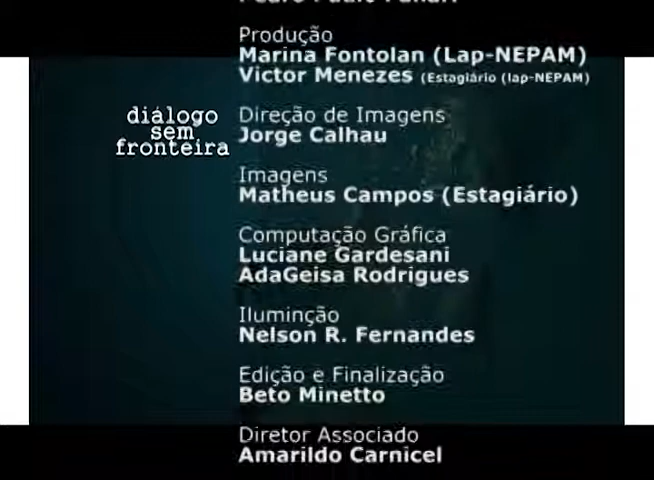 Produção
Marina Fontolan (Lap-NEPAM)
Victor Menezes (Estagiário (lap-NEPAM)
diálogo
sem
fronteira
Direção de Imagens
Jorge Calhau
Imagens
Matheus Campos (Estagiário)
Computação Gráfica
Luciane Gardesani
AdaGeisa Rodrigues
Iluminção
Nelson R. Fernandes
Edição e Finalização
Beto Minetto
Diretor Associado
Amarildo Carnicel